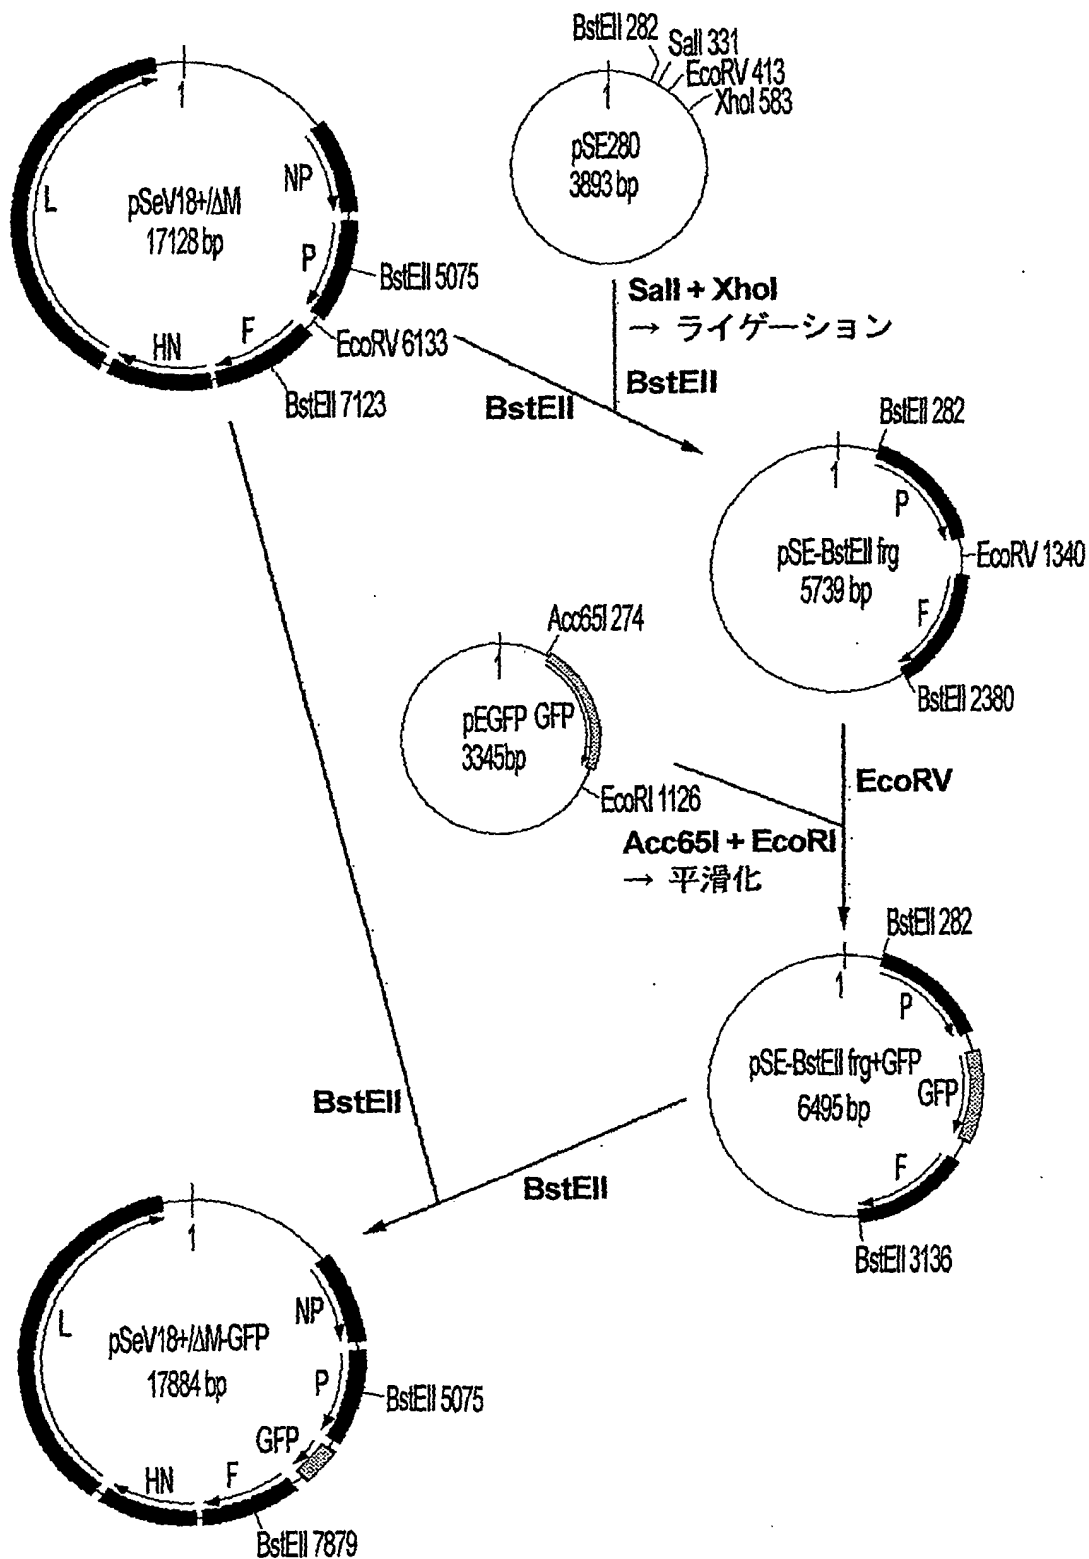 BstEII 282
SalI 331
EcoRV 413
XhoI 583
1
pSE280
3893 bp
1
L
pSeV18+/ΔM
17128 bp
NP
P
BstEII 5075
F
HN
EcoRV 6133
BstEII 7123
SalI + XhoI
→ ライゲーション
BstEII
BstEII
BstEII 282
1
P
pSE-BstEII frg
5739 bp
EcoRV 1340
F
BstEII 2380
Acc65I 274
1
pEGFP
3345bp
GFP
EcoRI 1126
EcoRV
Acc65I + EcoRI
→ 平滑化
BstEII 282
1
P
pSE-BstEII frg+GFP
6495 bp
GFP
F
BstEII 3136
BstEII
BstEII
1
L
pSeV18+/ΔM-GFP
17884 bp
NP
P
BstEII 5075
GFP
F
HN
BstEII 7879